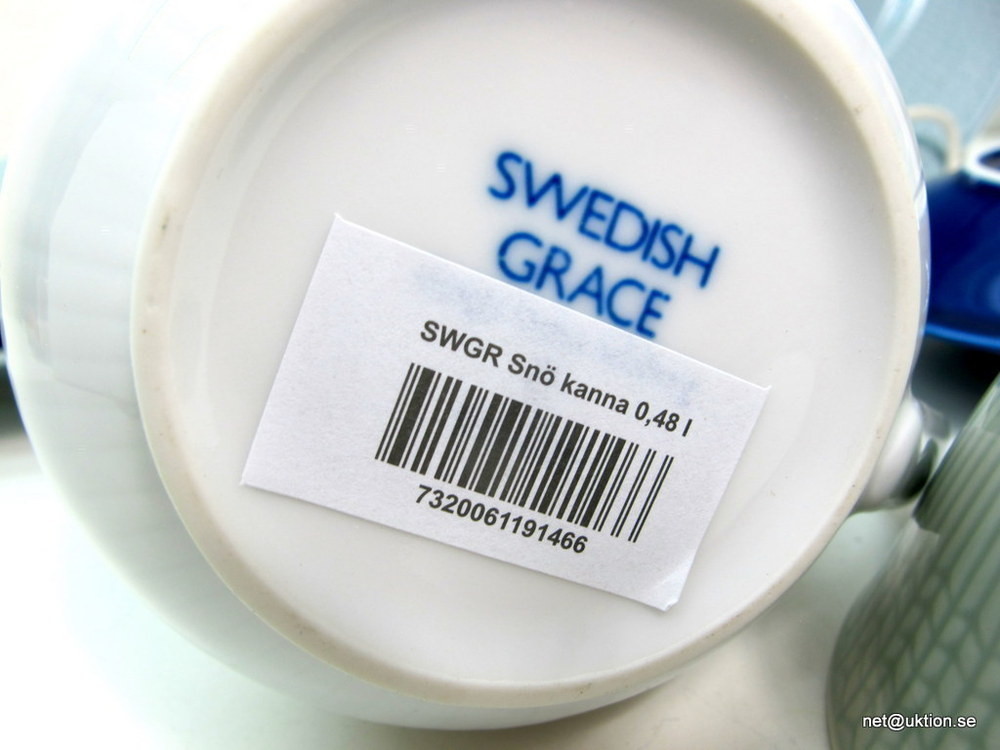 SWEDISH
GRACE
SWGR Snö kanna 0,48 l
7320061191466
net@uktion.se